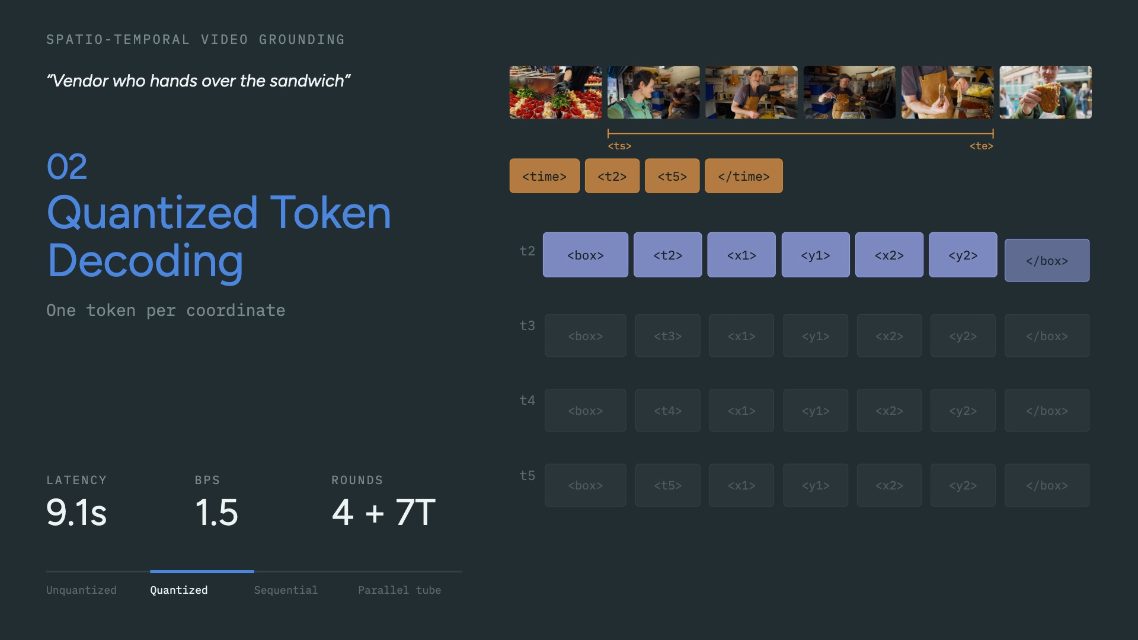 SPATIO-TEMPORAL VIDEO GROUNDING
“Vendor who hands over the sandwich”
02
Quantized Token
Decoding
One token per coordinate
LATENCY BPS ROUNDS
9.1s 1.5 4 + 7T
Unquantized Quantized Sequential Parallel tube
<ts> <te>
<time> <t2> <t5> </time>
t2 <box> <t2> <x1> <y1> <x2> <y2> </box>
t3 <box> <t3> <x1> <y1> <x2> <y2> </box>
t4 <box> <t4> <x1> <y1> <x2> <y2> </box>
t5 <box> <t5> <x1> <y1> <x2> <y2> </box>